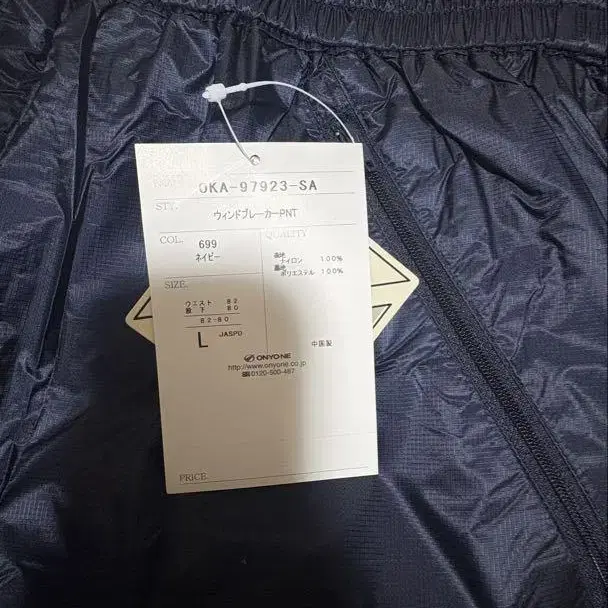 OKA-97923-SA
STY.
ウィンドブレーカーPNT
COL.
699
ネイビー
QUALITY
表地
ナイロン 100%
裏地
ポリエステル 100%
SIZE.
ウエスト 82
股下 80
82-80
L JASPO
中国製
ONYONE
http://www.onyone.co.jp
0120-500-487
PRICE.